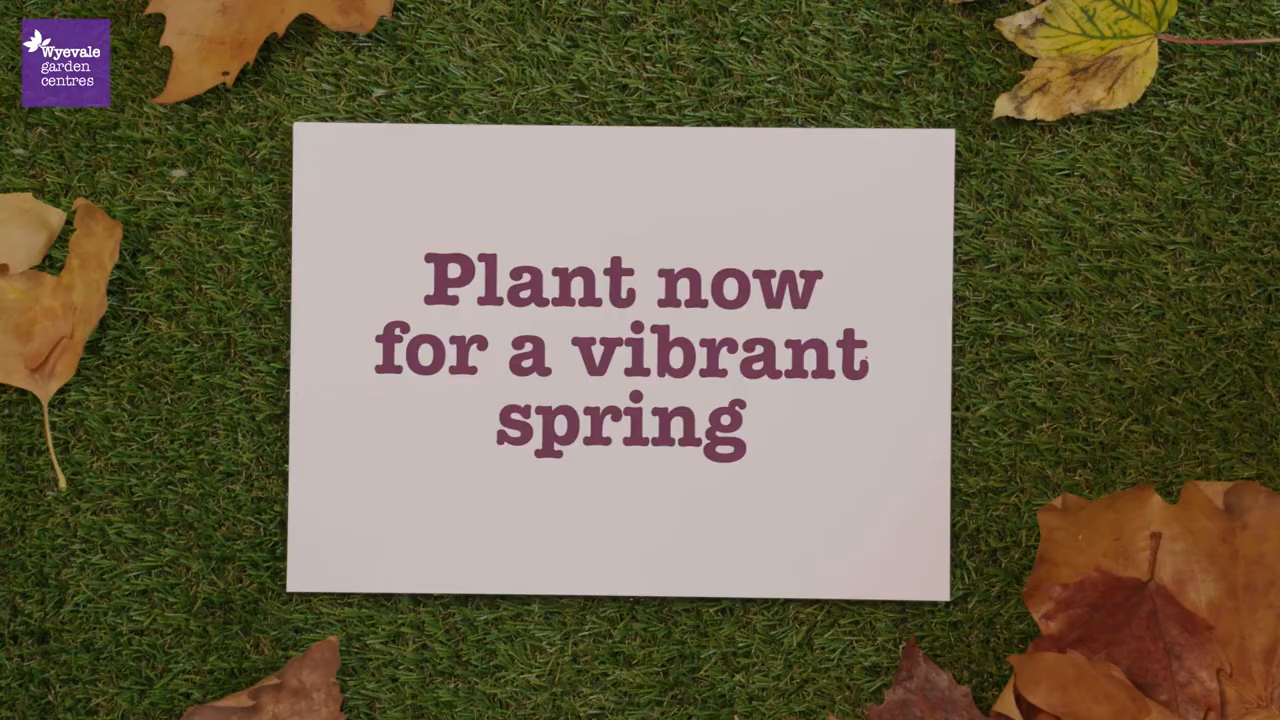 Wyevale
garden
centres
Plant now
for a vibrant
spring